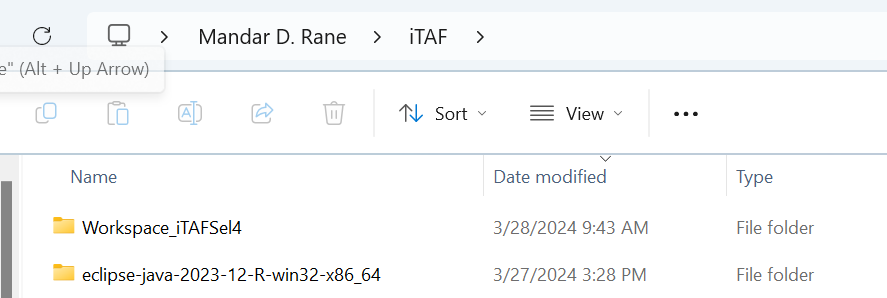 Mandar D. Rane iTAF
e" (Alt + Up Arrow)
Sort View
Name Date modified Type
Workspace_iTAFSel4 3/28/2024 9:43 AM File folder
eclipse-java-2023-12-R-win32-x86_64 3/27/2024 3:28 PM File folder